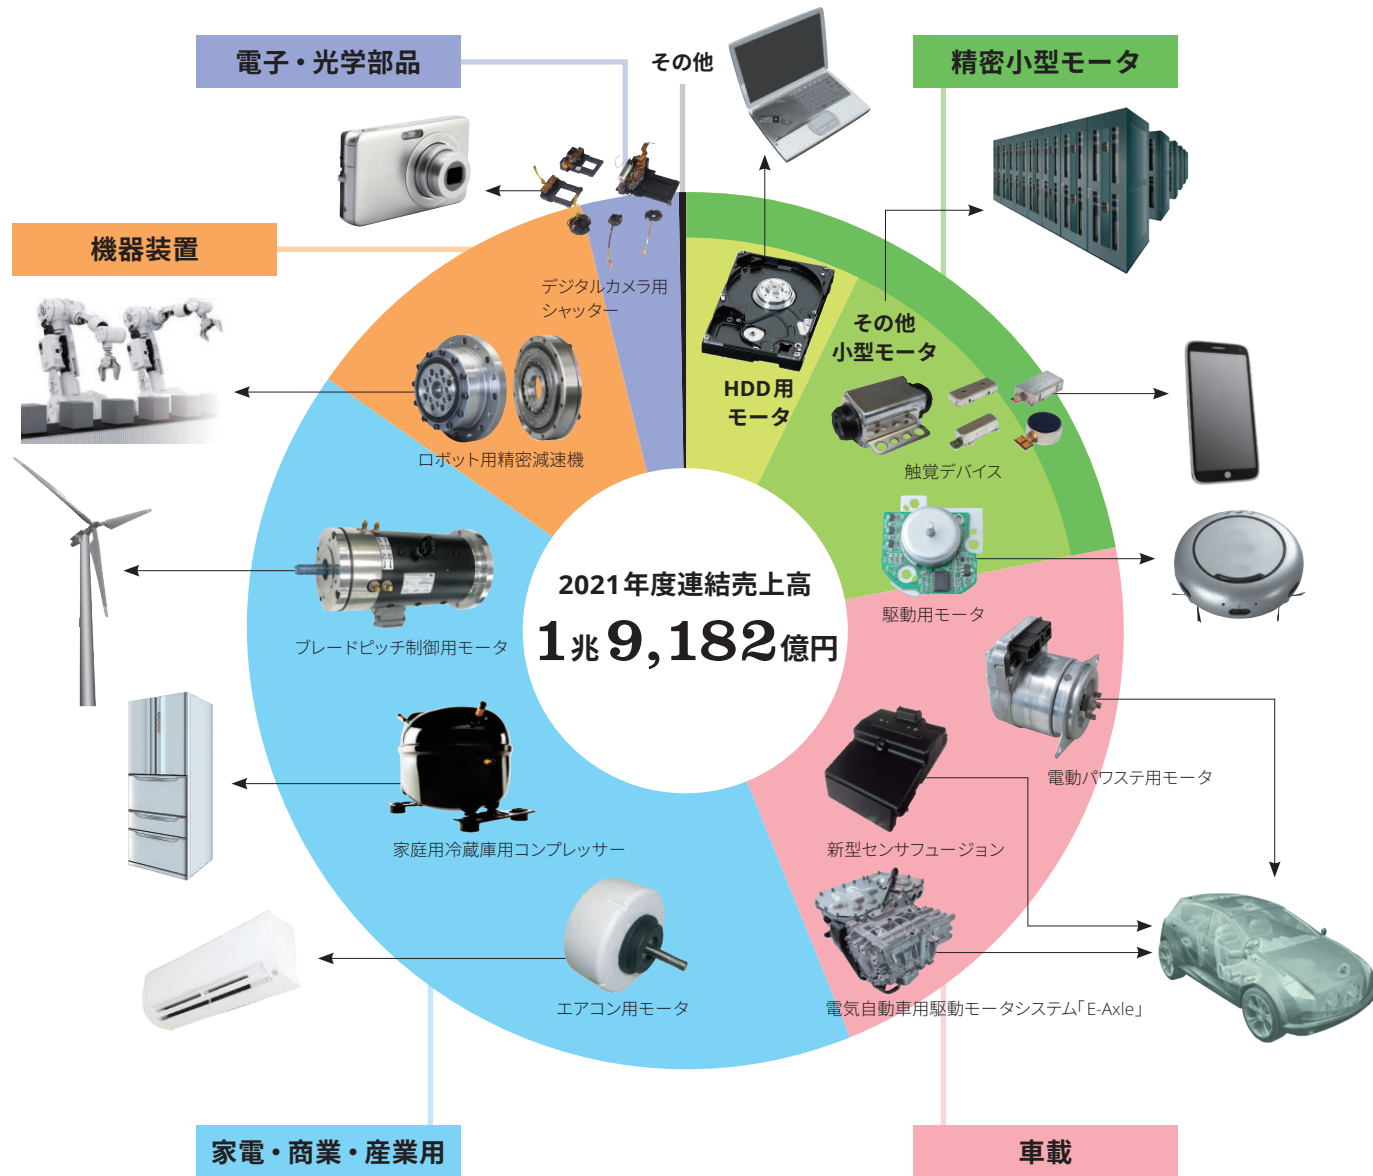 電子・光学部品
その他
精密小型モータ
機器装置
デジタルカメラ用
シャッター
その他
小型モータ
HDD用
モータ
ロボット用精密減速機
触覚デバイス
2021年度連結売上高
1兆9,182億円
駆動用モータ
ブレードピッチ制御用モータ
電動パワステ用モータ
家庭用冷蔵庫用コンプレッサー
新型センサフュージョン
エアコン用モータ
電気自動車用駆動モータシステム「E-Axle」
家電・商業・産業用
車載